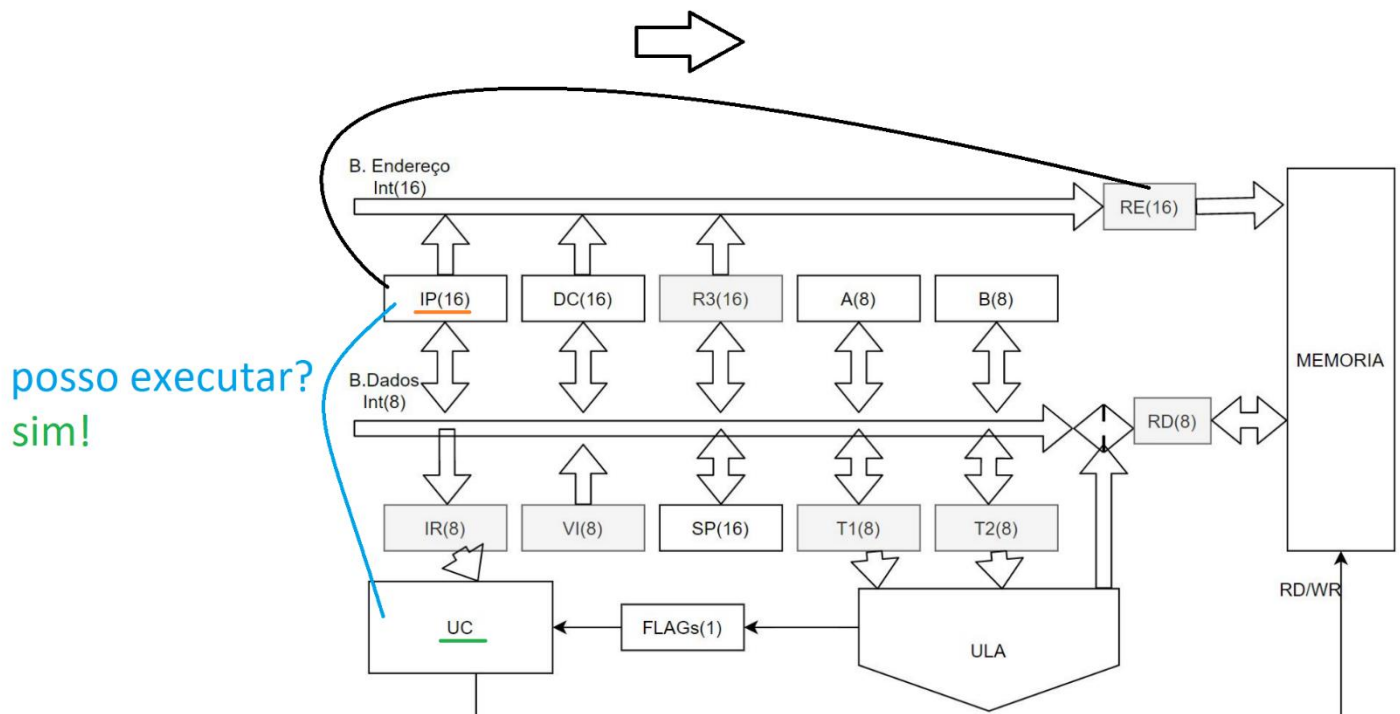 B. Endereço
Int(16)
RE(16)
IP(16)
DC(16)
R3(16)
A(8)
B(8)
MEMORIA
posso executar?
sim!
B.Dados
Int(8)
RD(8)
IR(8)
VI(8)
SP(16)
T1(8)
T2(8)
RD/WR
UC
FLAGs(1)
ULA